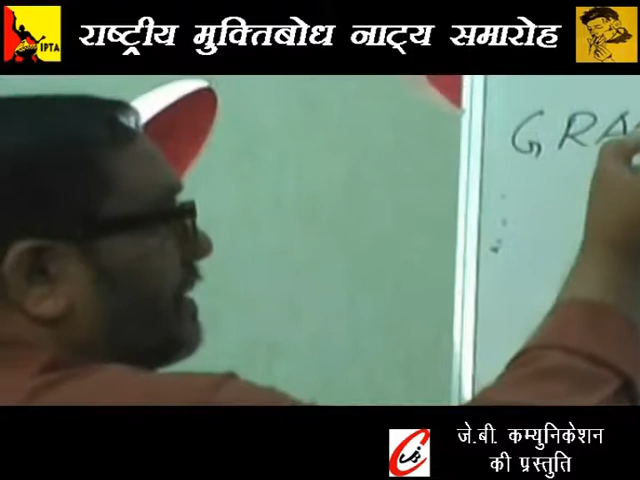 IPTA
राष्ट्रीय मुक्तिबोध नाट्य समारोह
GRA
जे.बी. कम्युनिकेशन
की प्रस्तुति